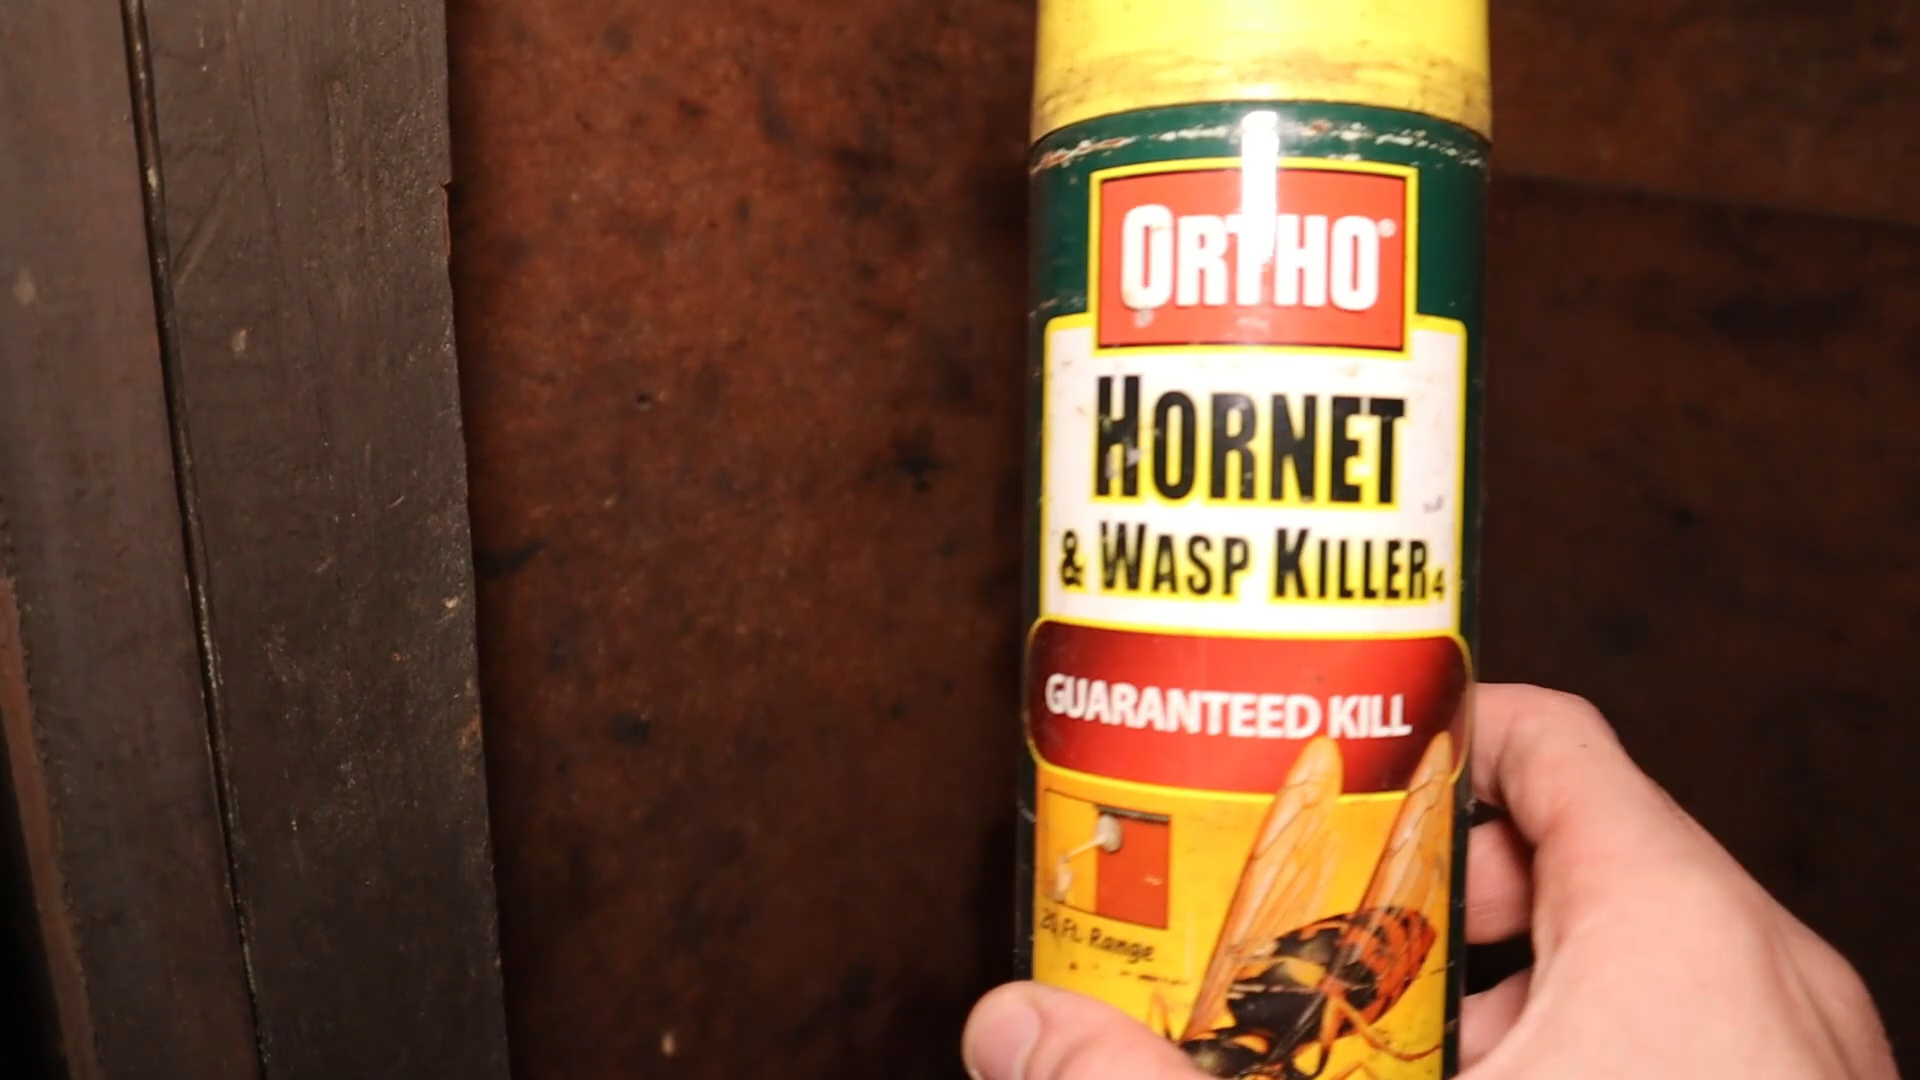 ORTHO®
HORNET
& WASP KILLER4
GUARANTEED KILL
20 Ft. Range